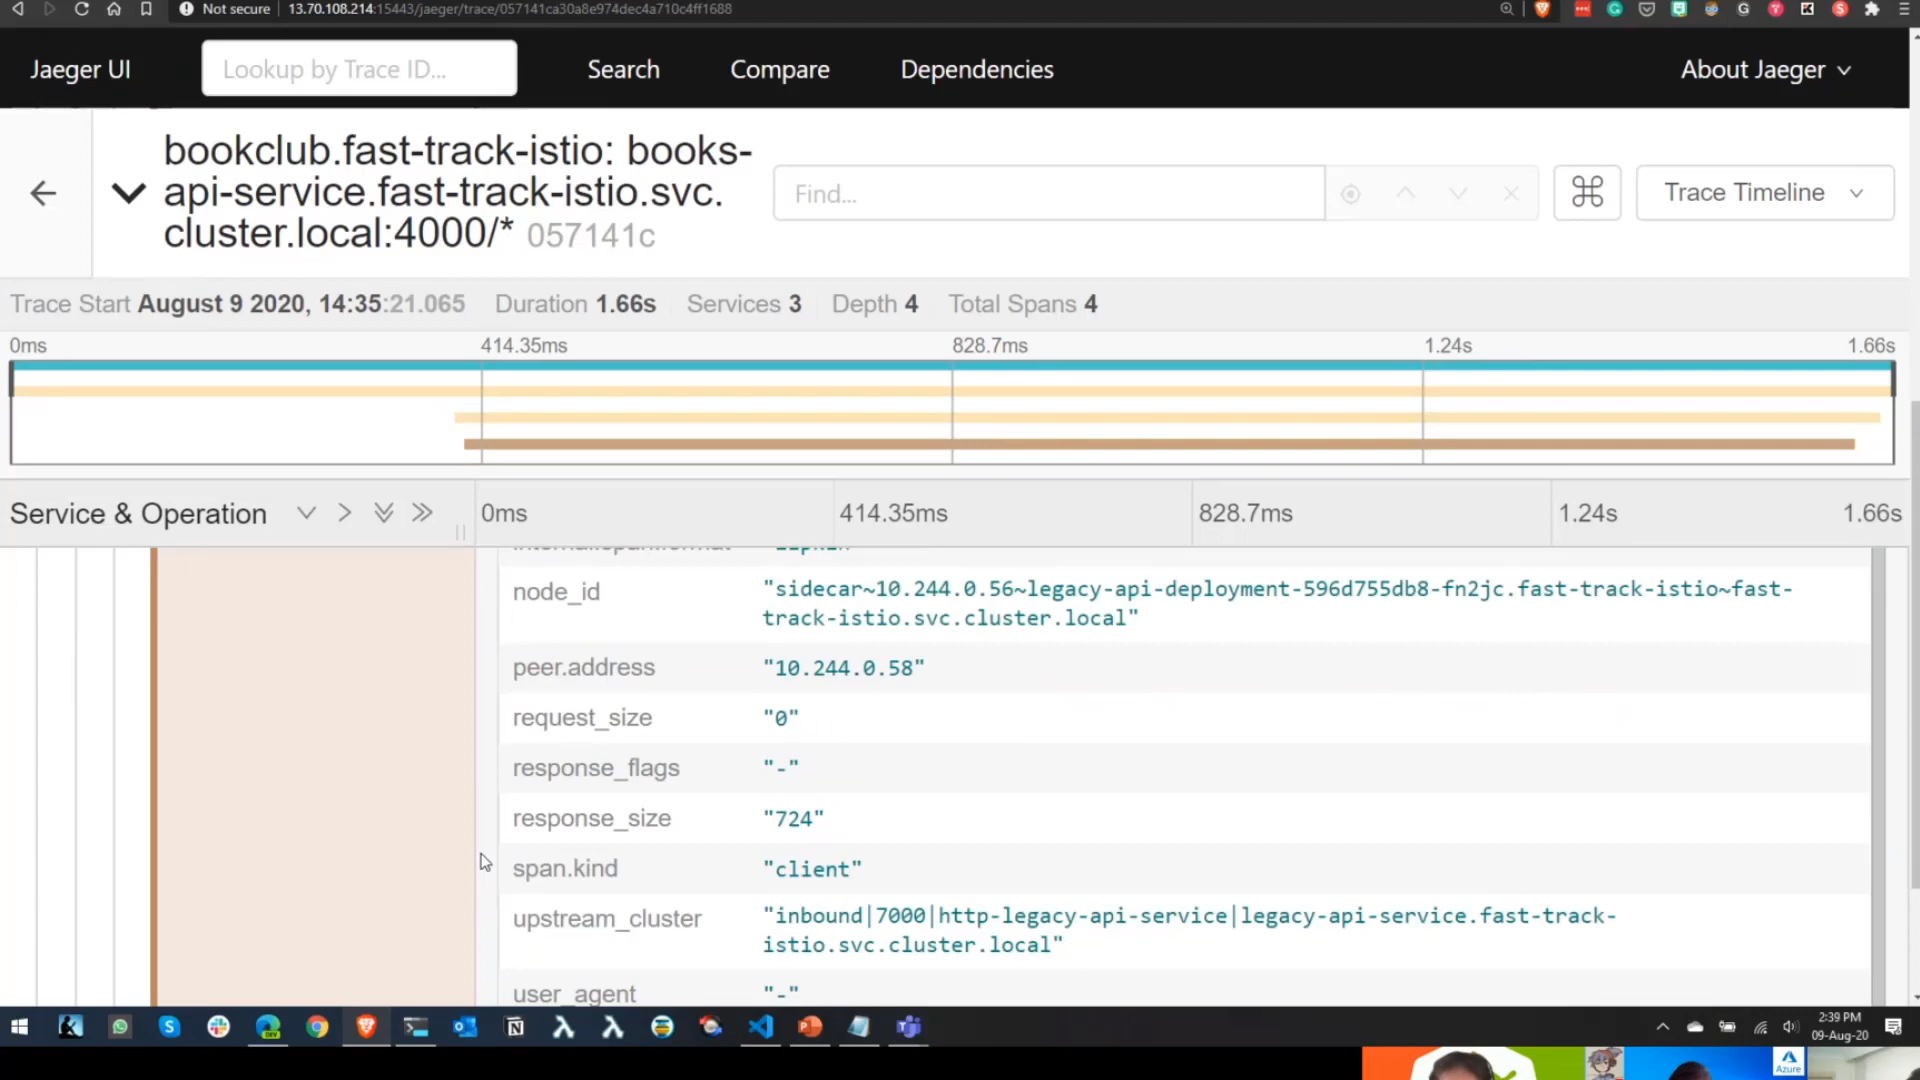 Not secure 13.70.108.214:15443/jaeger/trace/057141ca30a8e974dec4a710c4ff1688
Jaeger UI
Lookup by Trace ID...
Search
Compare
Dependencies
About Jaeger
bookclub.fast-track-istio: books-
api-service.fast-track-istio.svc.
cluster.local:4000/* 057141c
Find...
Trace Timeline
Trace Start August 9 2020, 14:35:21.065 Duration 1.66s Services 3 Depth 4 Total Spans 4
0ms 414.35ms 828.7ms 1.24s 1.66s
Service & Operation 0ms 414.35ms 828.7ms 1.24s 1.66s
node_id "sidecar~10.244.0.56~legacy-api-deployment-596d755db8-fn2jc.fast-track-istio~fast-
track-istio.svc.cluster.local"
peer.address "10.244.0.58"
request_size "0"
response_flags "-"
response_size "724"
span.kind "client"
upstream_cluster "inbound|7000|http-legacy-api-service|legacy-api-service.fast-track-
istio.svc.cluster.local"
user_agent "-"
2:39 PM
09-Aug-20
Azure